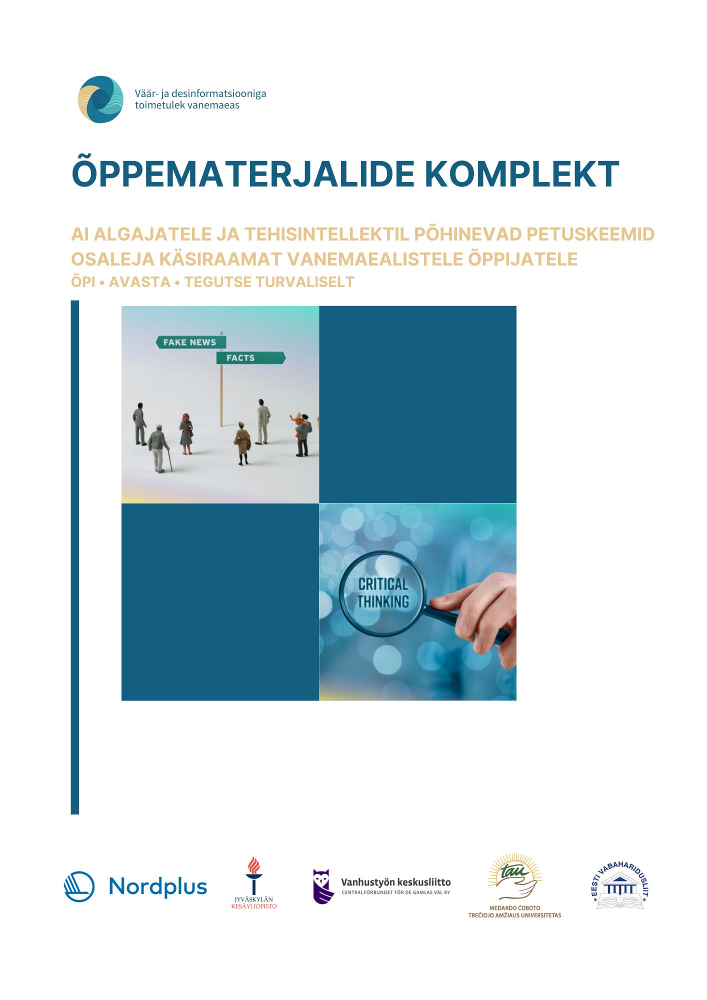 Väär- ja desinformatsiooniga
toimetulek vanemaeas
ÕPPEMATERJALIDE KOMPLEKT
AI ALGAJATELE JA TEHISINTELLEKTIL PÕHINEVAD PETUSKEEMID
OSALEJA KÄSIRAAMAT VANEMAEALISTELE ÕPPIJATELE
ÕPI • AVASTA • TEGUTSE TURVALISELT
FAKE NEWS
FACTS
CRITICAL
THINKING
Nordplus
JYVÄSKYLÄN
KESÄYLIOPISTO
Vanhustyön keskusliitto
CENTRALFÖRBUNDET FÖR DE GAMLAS VÄL RY
tau
MEDARDO ČOBOTO
TREČIOJO AMŽIAUS UNIVERSITETAS
* EESTI VABAHARIDUSLIIT *